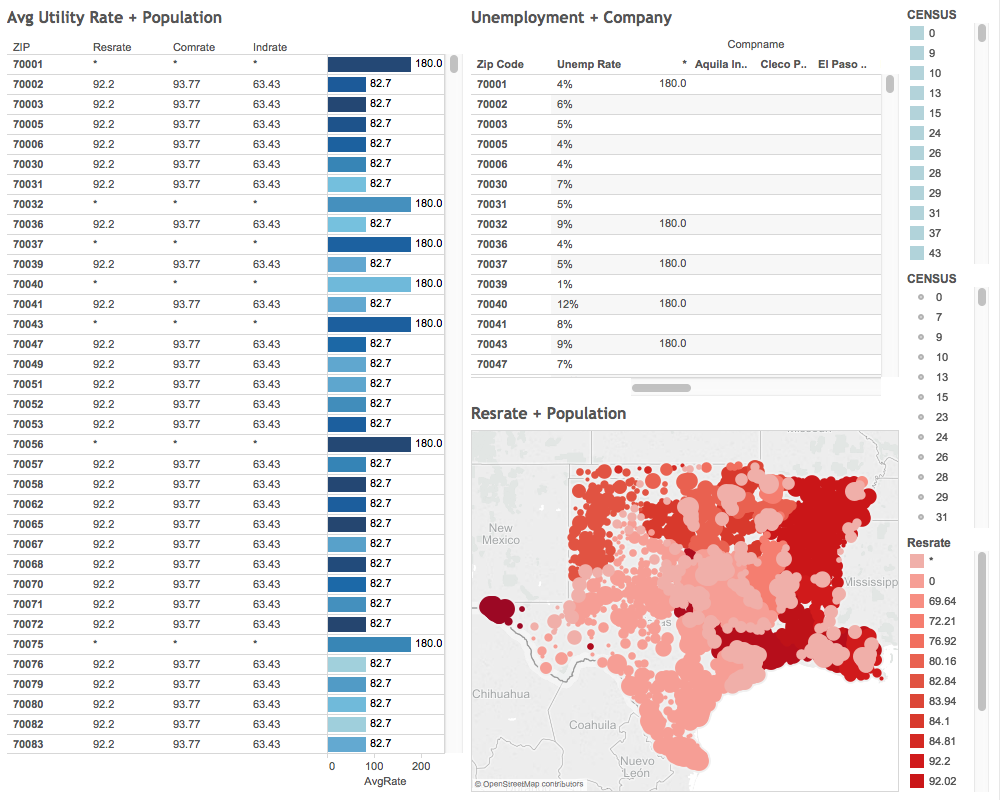 Avg Utility Rate + Population
ZIP Resrate Comrate Indrate
70001 * * * 180.0
70002 92.2 93.77 63.43 82.7
70003 92.2 93.77 63.43 82.7
70005 92.2 93.77 63.43 82.7
70006 92.2 93.77 63.43 82.7
70030 92.2 93.77 63.43 82.7
70031 92.2 93.77 63.43 82.7
70032 * * * 180.0
70036 92.2 93.77 63.43 82.7
70037 * * * 180.0
70039 92.2 93.77 63.43 82.7
70040 * * * 180.0
70041 92.2 93.77 63.43 82.7
70043 * * * 180.0
70047 92.2 93.77 63.43 82.7
70049 92.2 93.77 63.43 82.7
70051 92.2 93.77 63.43 82.7
70052 92.2 93.77 63.43 82.7
70053 92.2 93.77 63.43 82.7
70056 * * * 180.0
70057 92.2 93.77 63.43 82.7
70058 92.2 93.77 63.43 82.7
70062 92.2 93.77 63.43 82.7
70065 92.2 93.77 63.43 82.7
70067 92.2 93.77 63.43 82.7
70068 92.2 93.77 63.43 82.7
70070 92.2 93.77 63.43 82.7
70071 92.2 93.77 63.43 82.7
70072 92.2 93.77 63.43 82.7
70075 * * * 180.0
70076 92.2 93.77 63.43 82.7
70079 92.2 93.77 63.43 82.7
70080 92.2 93.77 63.43 82.7
70082 92.2 93.77 63.43 82.7
70083 92.2 93.77 63.43 82.7
0 100 200
AvgRate
Unemployment + Company
Compname
Zip Code Unemp Rate * Aquila In.. Cleco P.. El Paso ..
70001 4% 180.0
70002 6%
70003 5%
70005 4%
70006 4%
70030 7%
70031 5%
70032 9% 180.0
70036 4%
70037 5% 180.0
70039 1%
70040 12% 180.0
70041 8%
70043 9% 180.0
70047 7%
Resrate + Population
New
Mexico
Mississipp
Chihuahua
Coahuila
Nuevo
León
© OpenStreetMap contributors
CENSUS
0
9
10
13
15
24
26
28
29
31
37
43
CENSUS
0
7
9
10
13
15
23
24
26
28
29
31
Resrate
*
0
69.64
72.21
76.92
80.16
82.84
83.94
84.1
84.81
92.2
92.02